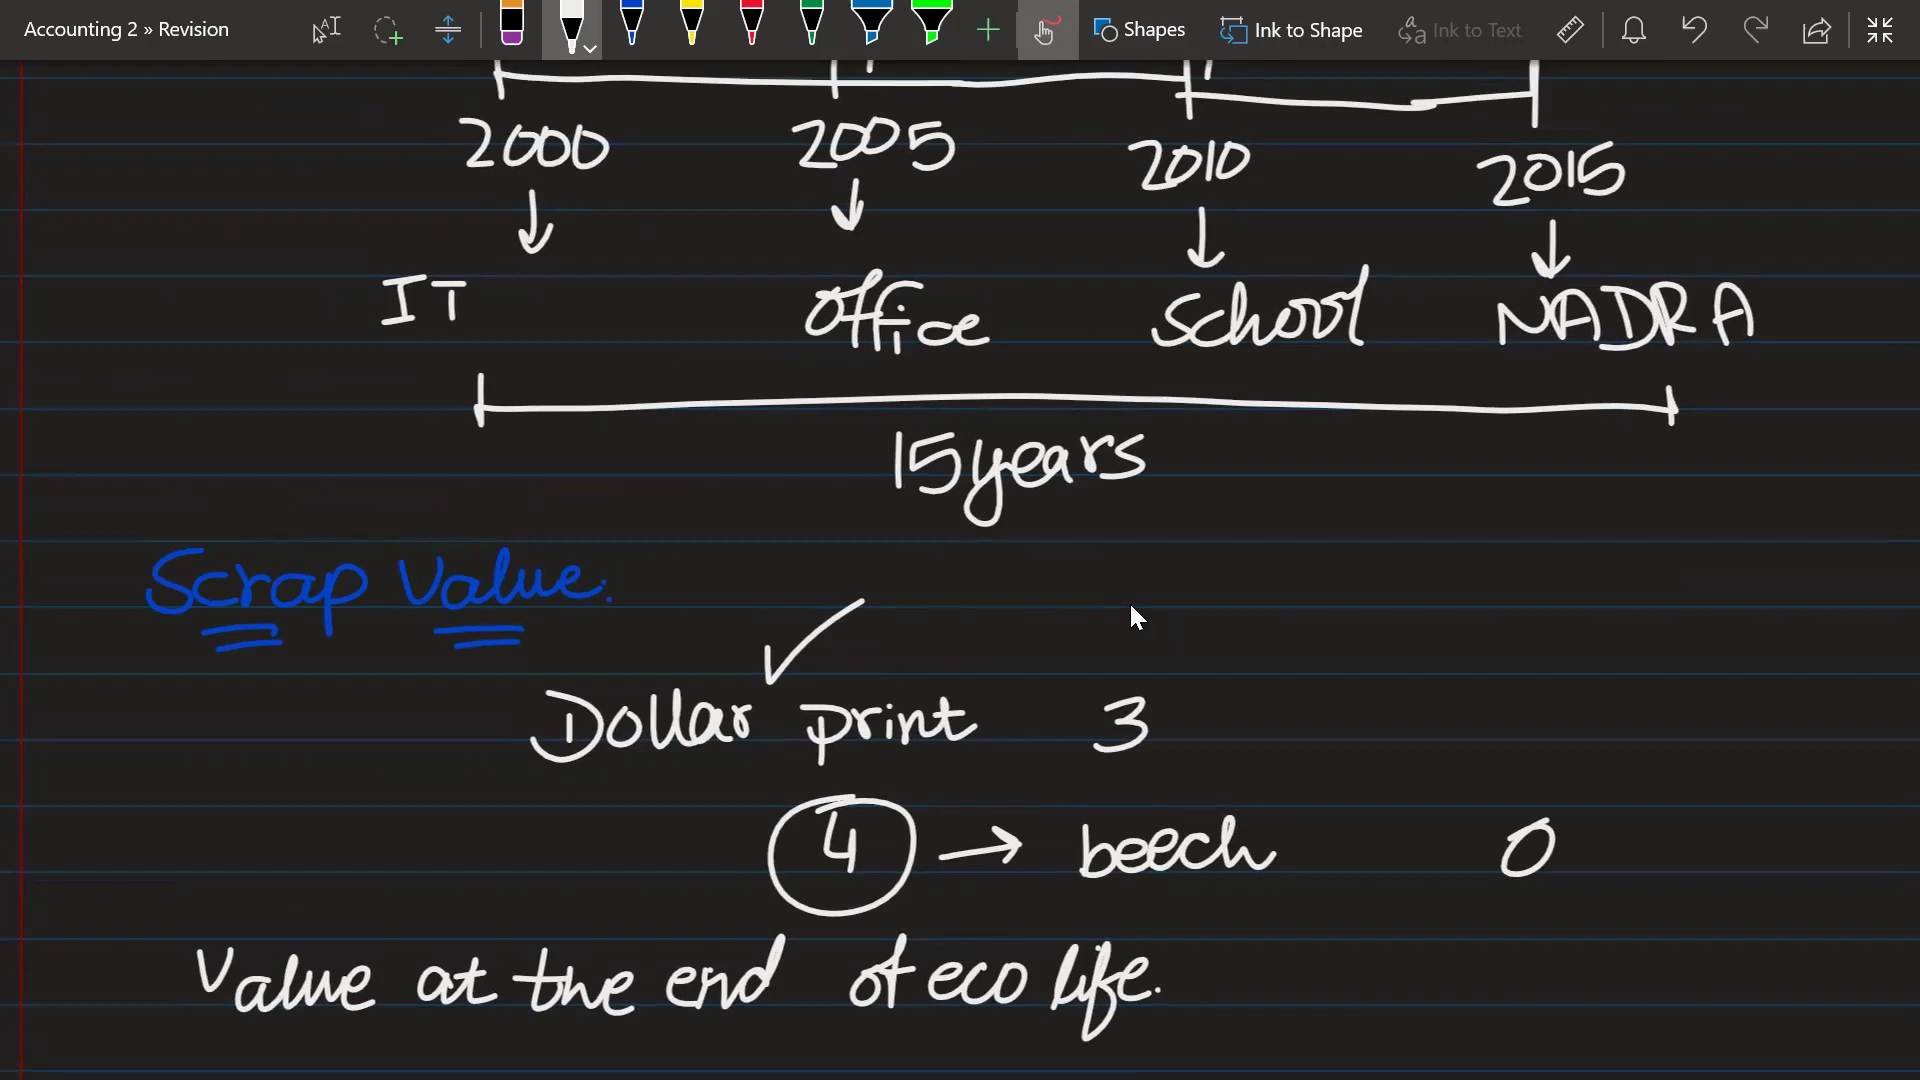 Accounting 2 » Revision Shapes Ink to Shape Ink to Text
2000 2005 2010 2015
IT office School NADRA
15 years
Scrap Value:
Dollar print 3
4 → beech 0
Value at the end of eco life.